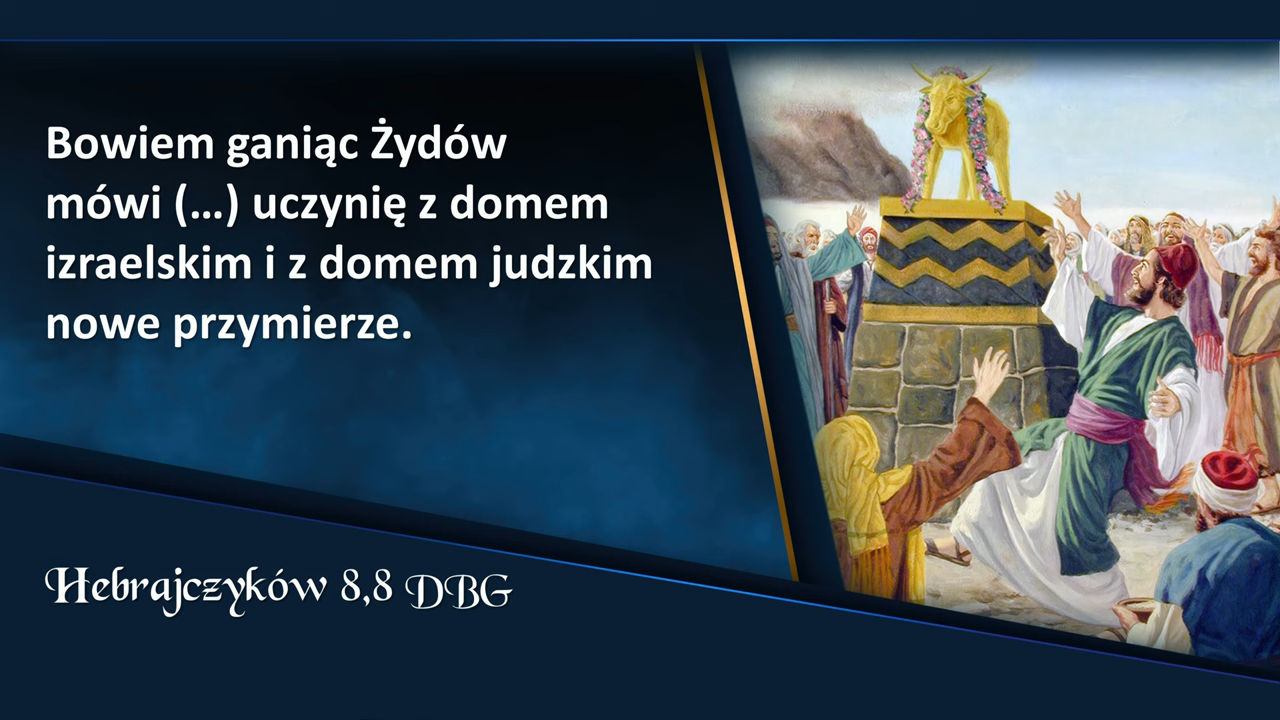 Bowiem ganiąc Żydów
mówi (...) uczynię z domem
izraelskim i z domem judzkim
nowe przymierze.
Hebrajczyków 8,8 DBG